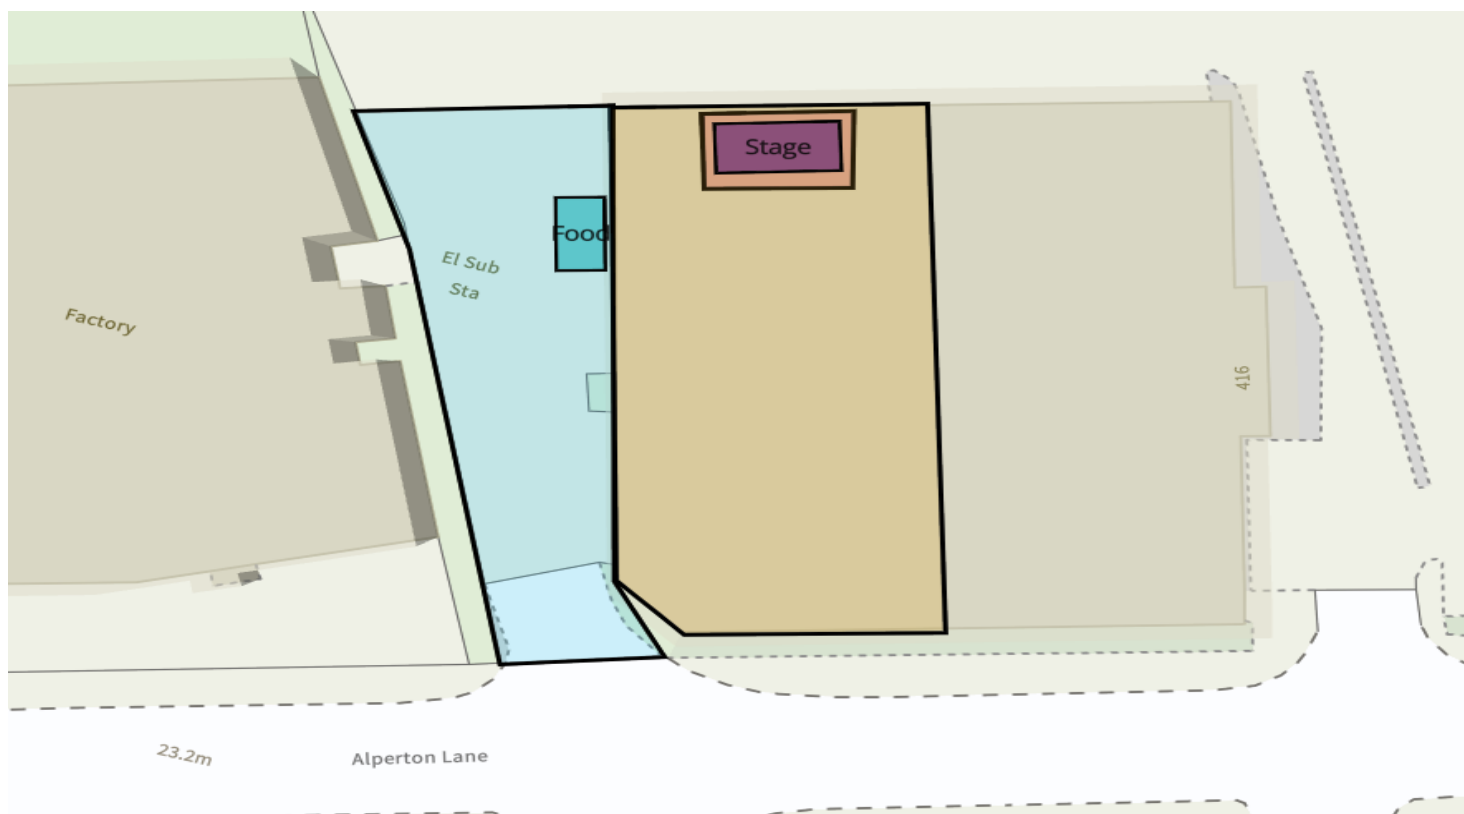 Stage
Food
El Sub
Sta
Factory
416
23.2m
Alperton Lane